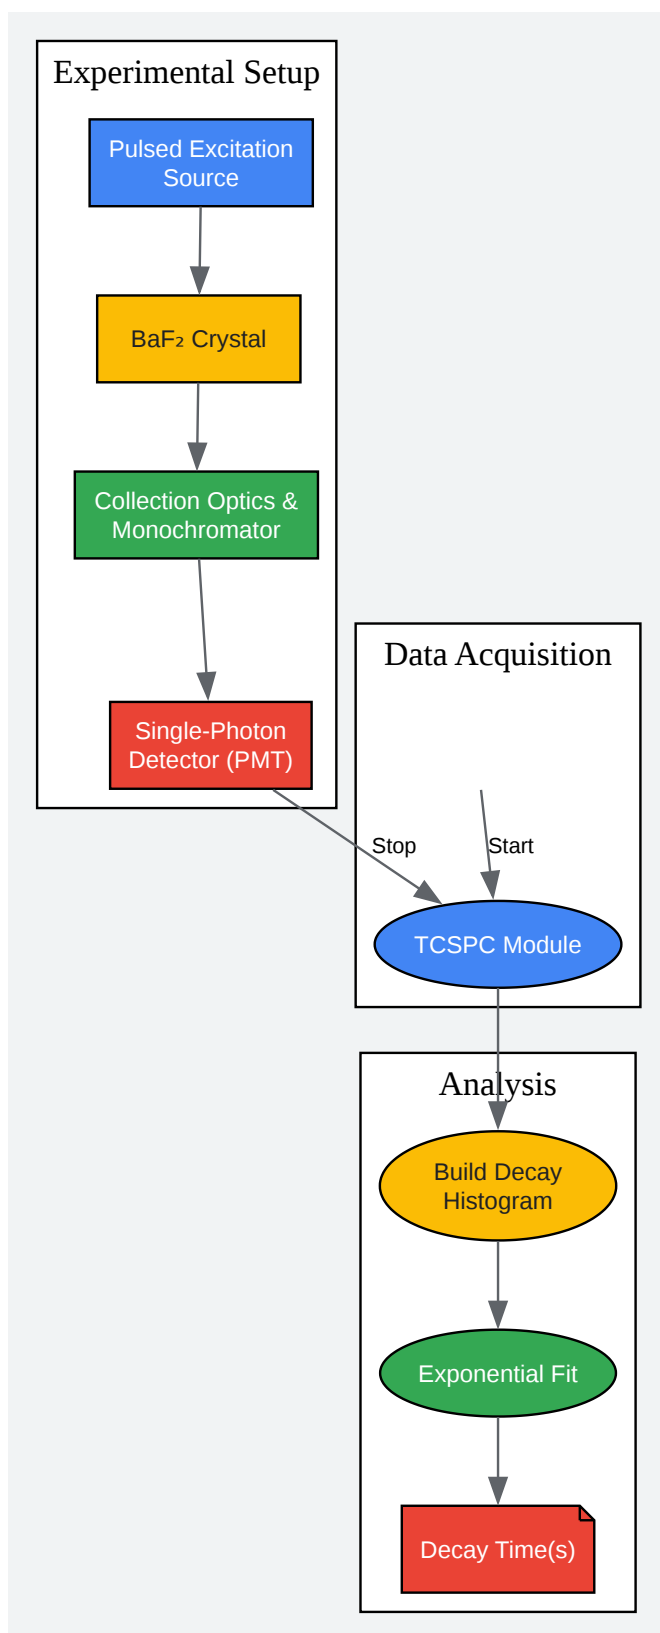 Experimental Setup
Pulsed Excitation
Source
BaF₂ Crystal
Collection Optics &
Monochromator
Single-Photon
Detector (PMT)
Data Acquisition
Stop
Start
TCSPC Module
Analysis
Build Decay
Histogram
Exponential Fit
Decay Time(s)